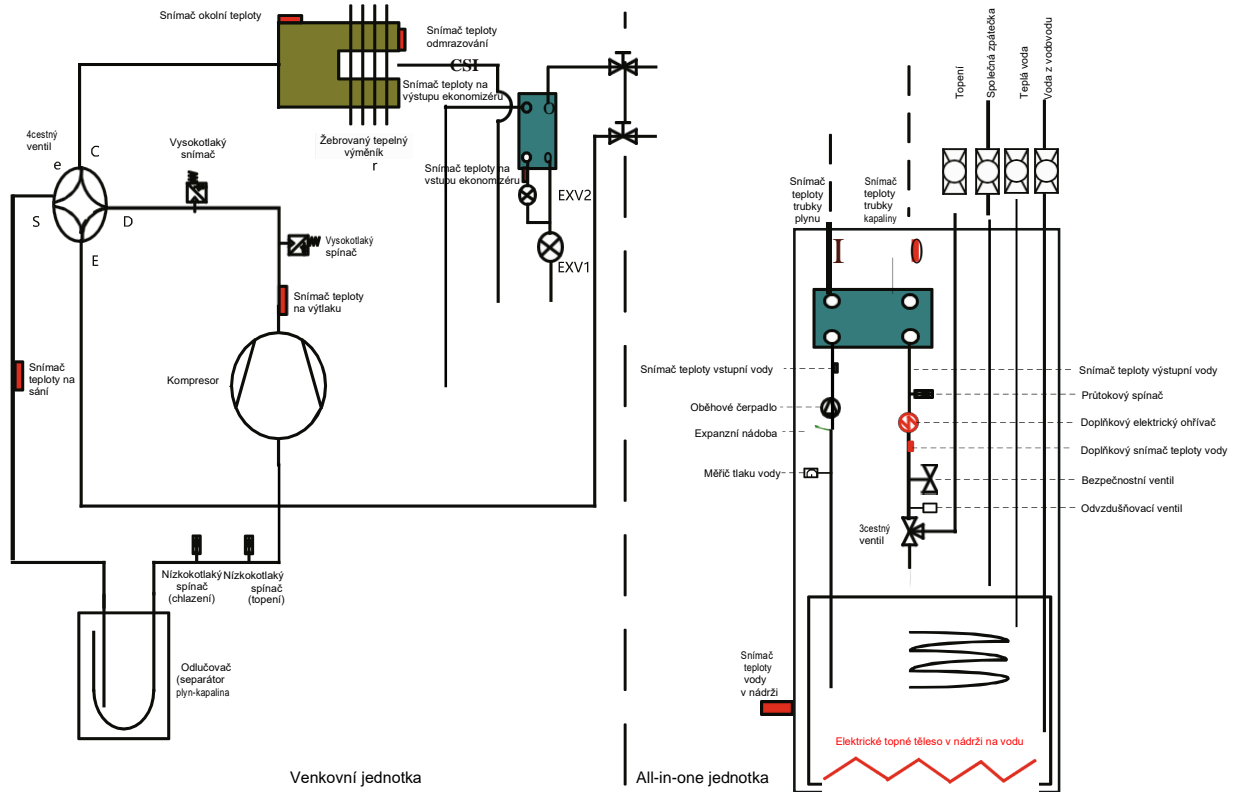 Snímač okolní teploty
Snímač teploty
odmrazování
CSI
Snímač teploty na
výstupu ekonomizéru
Žebrovaný tepelný
výměník
r
4cestný
ventil
e
C
S
D
E
Vysokotlaký
snímač
Vysokotlaký
spínač
Snímač teploty na
vstupu ekonomizéru
EXV2
EXV1
Snímač teploty
na výtlaku
Snímač
teploty na
sání
Kompresor
Nízkokotlaký
spínač
(chlazení)
Nízkokotlaký
spínač
(topení)
Odlučovač
(separátor
plyn-kapalina
Venkovní jednotka
Topení
Společná zpátečka
Teplá voda
Voda z vodovodu
Snímač
teploty
trubky
plynu
Snímač
teploty
trubky
kapaliny
I
0
Snímač teploty vstupní vody
Oběhové čerpadlo
Expanzní nádoba
Měřič tlaku vody
Snímač teploty výstupní vody
Průtokový spínač
Doplňkový elektrický ohřívač
Doplňkový snímač teploty vody
Bezpečnostní ventil
Odvzdušňovací ventil
3cestný
ventil
Snímač
teploty
vody
v nádrži
Elektrické topné těleso v nádrži na vodu
All-in-one jednotka